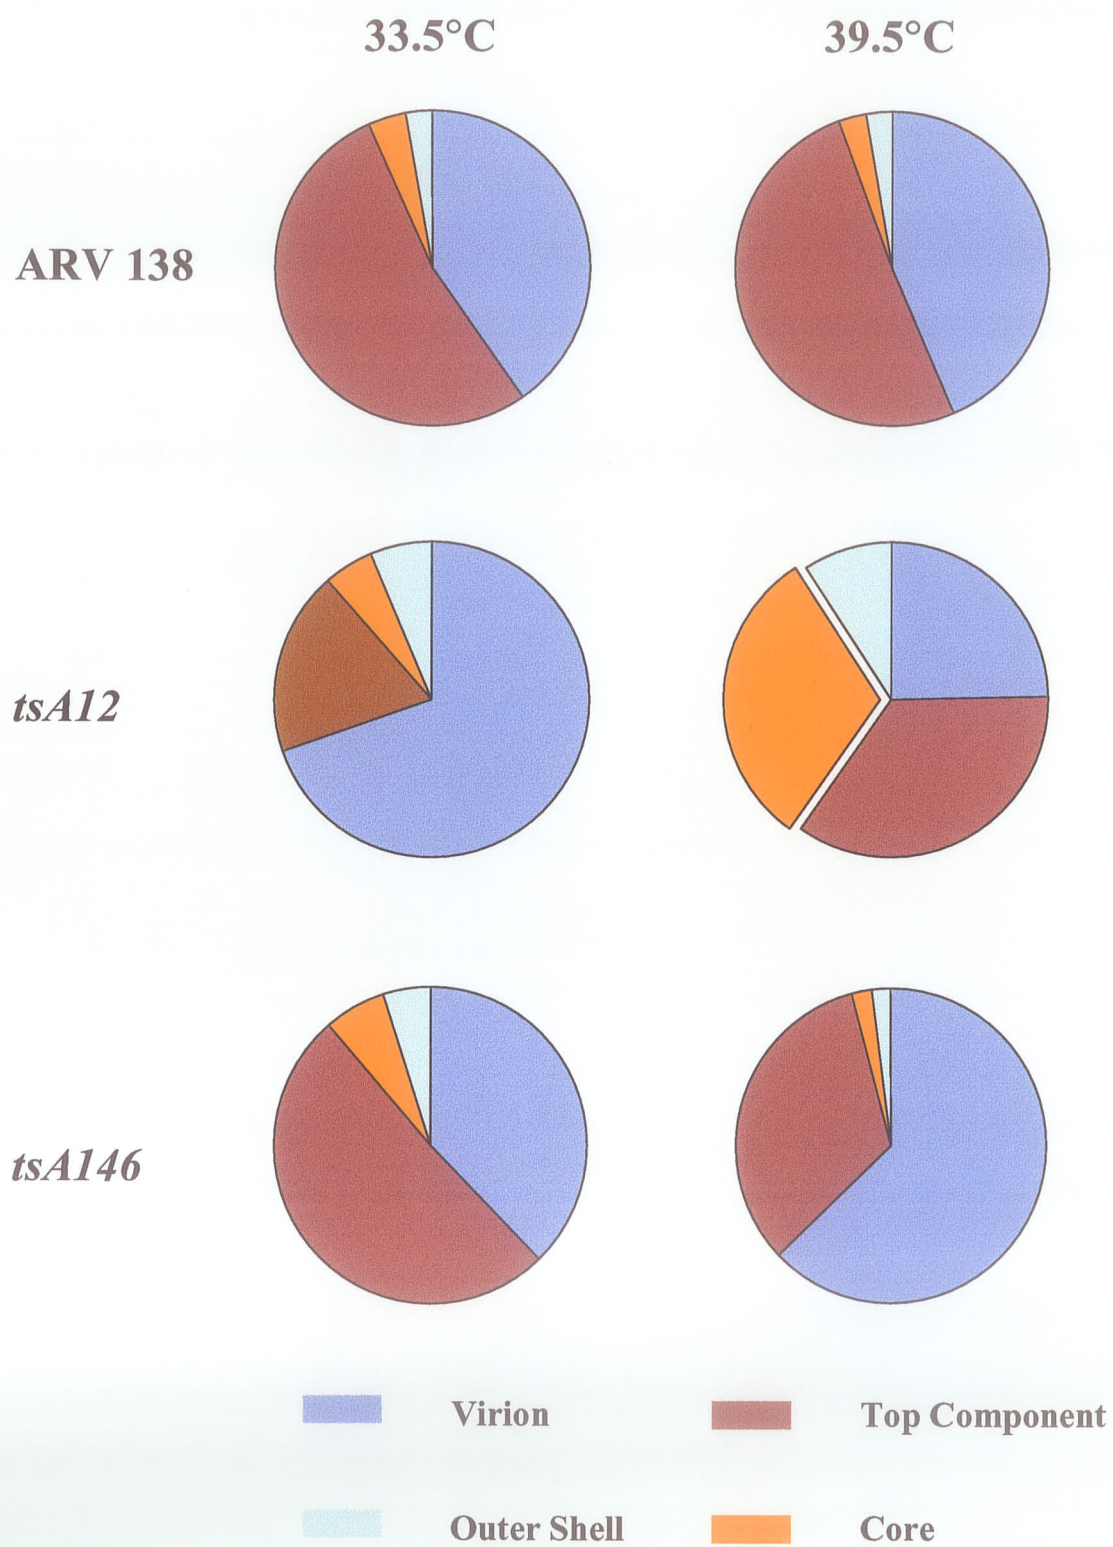 33.5°C 39.5°C
ARV 138
tsA12
tsA146
Virion Top Component
Outer Shell Core